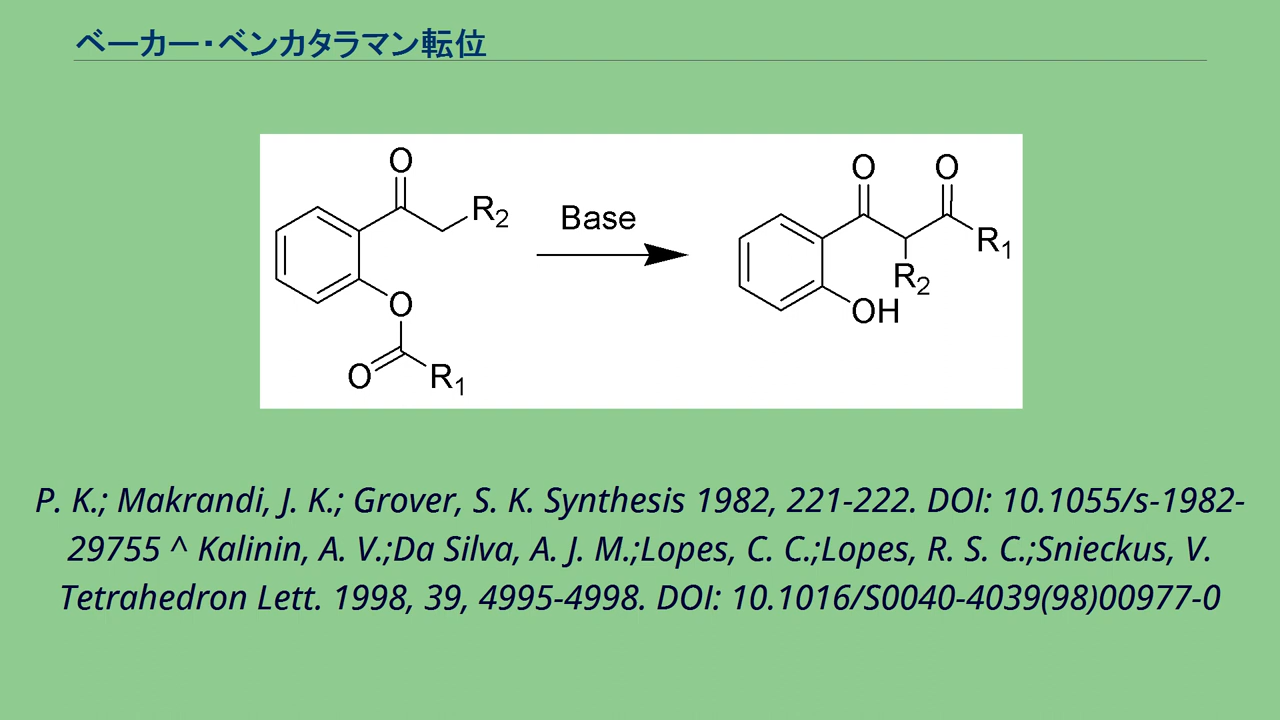 ベーカー・ベンカタラマン転位
O
R2
O
O
R1
Base
O O
R1
R2
OH
P. K.; Makrandi, J. K.; Grover, S. K. Synthesis 1982, 221-222. DOI: 10.1055/s-1982-
29755 ^ Kalinin, A. V.;Da Silva, A. J. M.;Lopes, C. C.;Lopes, R. S. C.;Snieckus, V.
Tetrahedron Lett. 1998, 39, 4995-4998. DOI: 10.1016/S0040-4039(98)00977-0